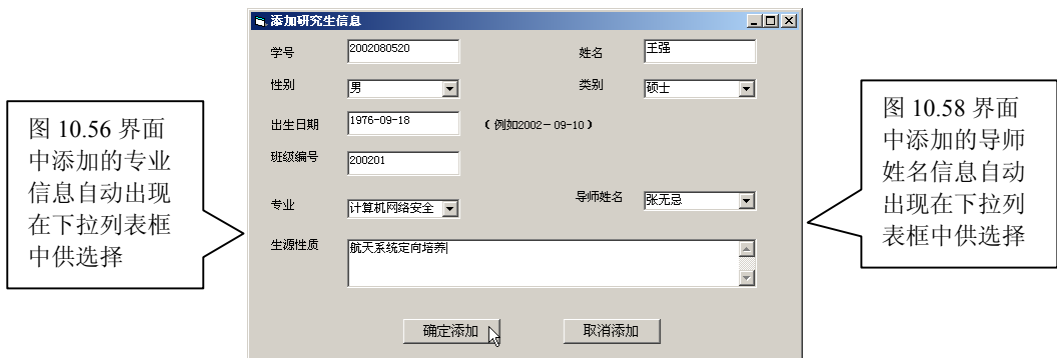 添加研究生信息
学号 2002080520 姓名 王强
性别 男 类别 硕士
出生日期 1976-09-18 （例如2002－09-10）
班级编号 200201
专业 计算机网络安全 导师姓名 张无忌
生源性质 航天系统定向培养
确定添加 取消添加
图 10.56 界面
中添加的专业
信息自动出现
在下拉列表框
中供选择
图 10.58 界面
中添加的导师
姓名信息自动
出现在下拉列
表框中供选择